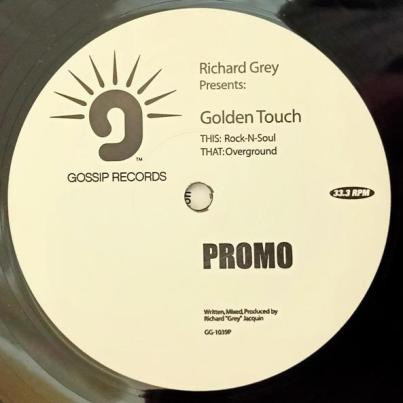 Richard Grey
Presents:
Golden Touch
THIS: Rock-N-Soul
THAT: Overground
TM
GOSSIP RECORDS
33.3 RPM
PROMO
Written, Mixed, Produced by
Richard "Grey" Jacquin
GG-1039P